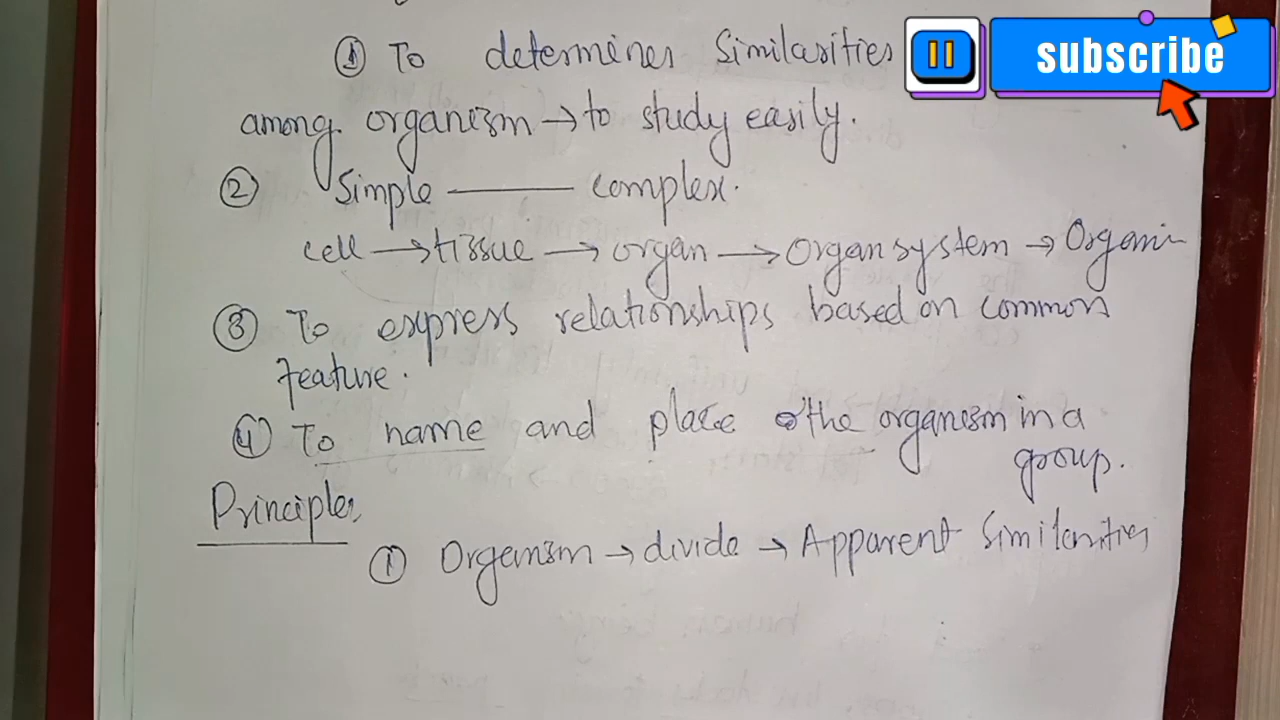 ① To determines Similarities
subscribe
among organism → to study easily.
② Simple —— complex.
cell → tissue → organ → Organ system → Organi
③ To express relationships based on common
feature.
④ To name and place the organism in a
group.
Principles
① Organism → divide → Apparent Similarities